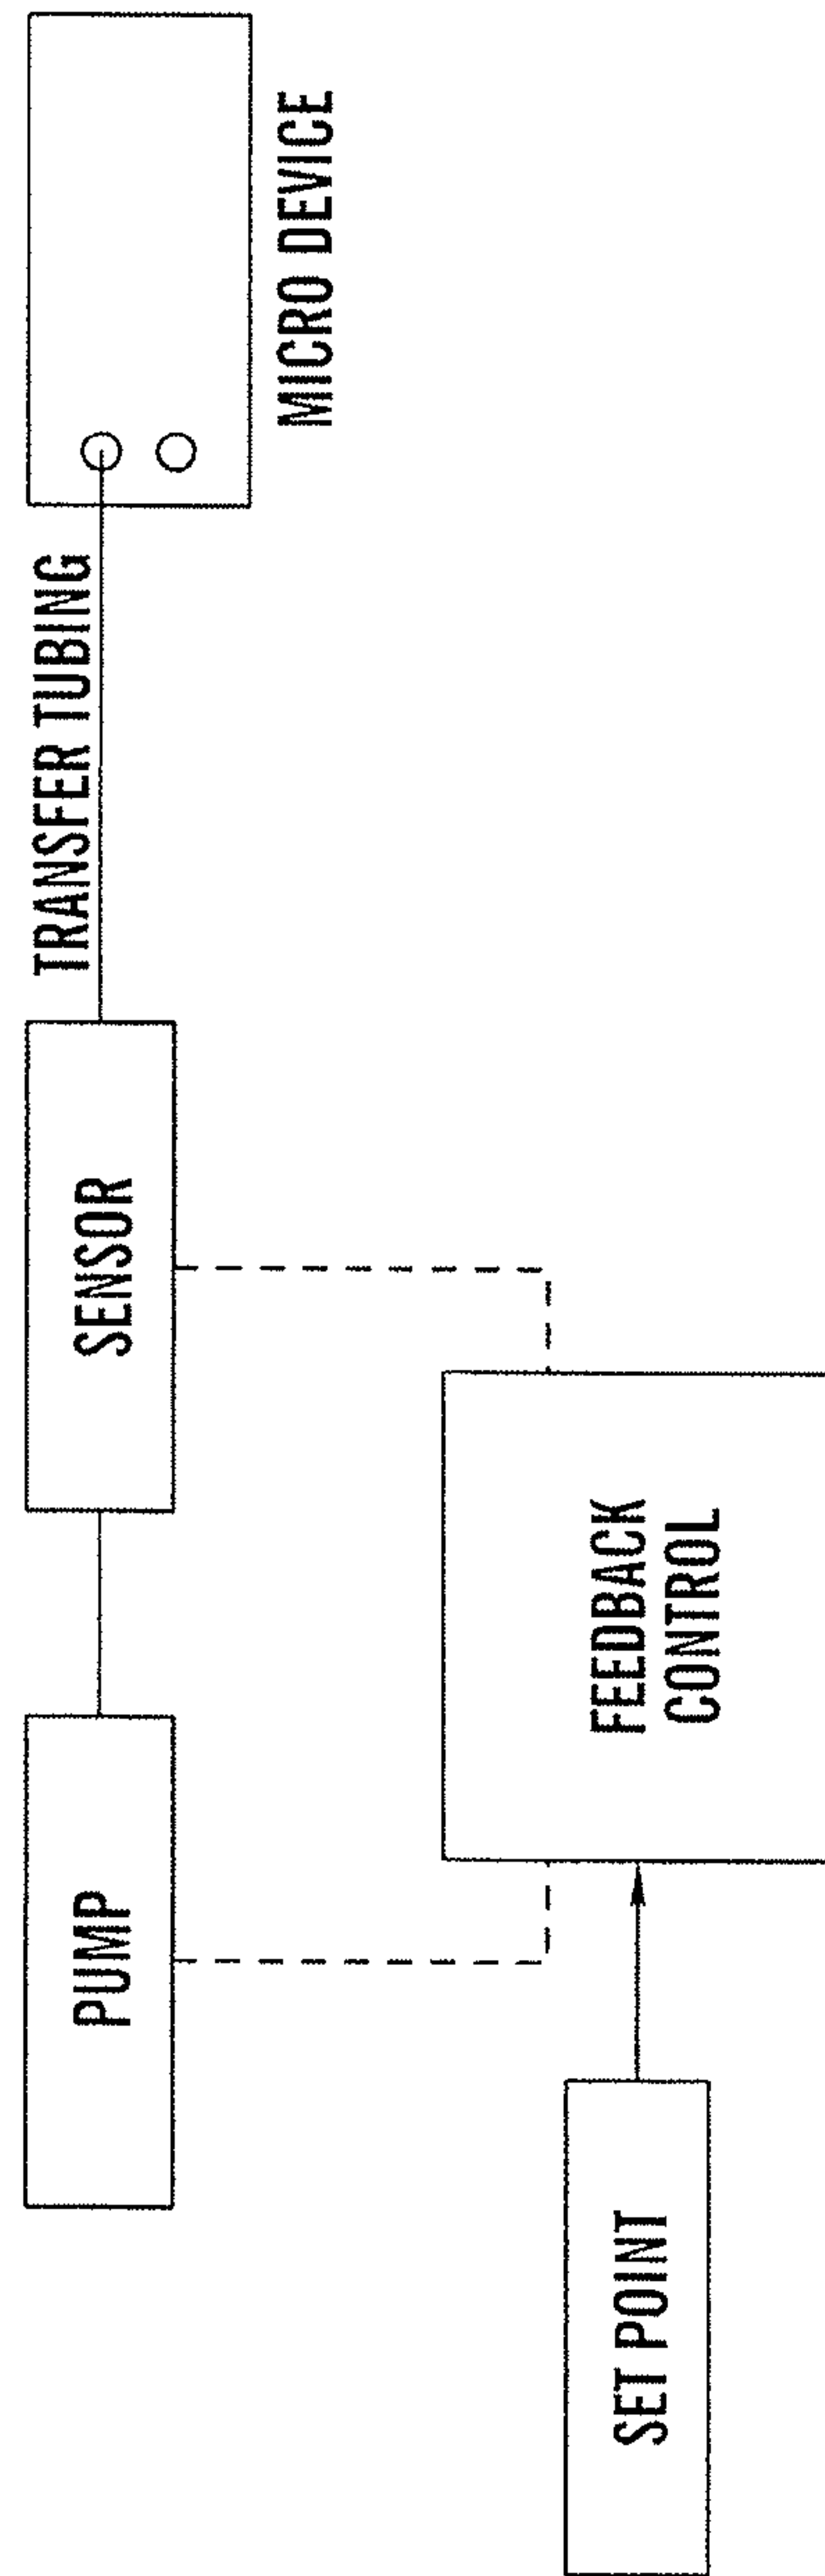 PUMP
SENSOR
TRANSFER TUBING
MICRO DEVICE
FEEDBACK
CONTROL
SET POINT